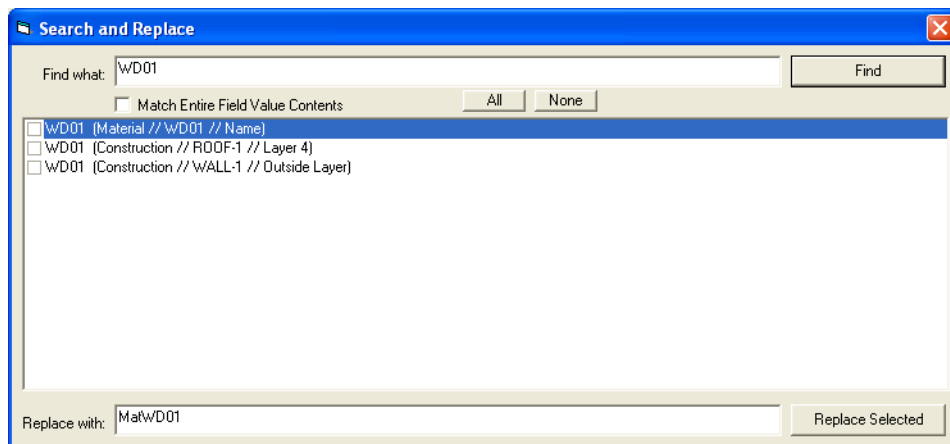 Search and Replace
Find what: WD01 Find
Match Entire Field Value Contents All None
WD01 (Material // WD01 // Name)
WD01 (Construction // ROOF-1 // Layer 4)
WD01 (Construction // WALL-1 // Outside Layer)
Replace with: MatWD01 Replace Selected